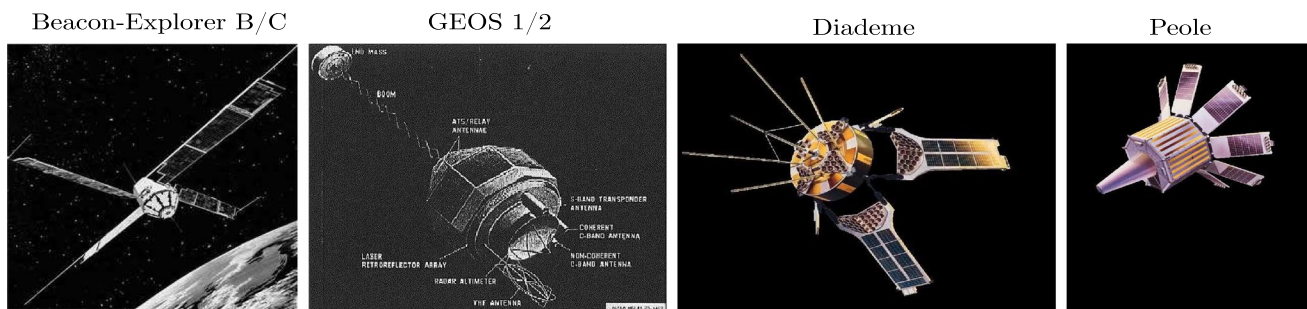 Beacon-Explorer B/C
GEOS 1/2
Diademe
Peole
END MASS
BOOM
ATS/RELAY
ANTENNAE
S-BAND TRANSPONDER
ANTENNA
COHERENT
C-BAND ANTENNA
NON-COHERENT
C-BAND ANTENNA
LASER
RETROREFLECTOR ARRAY
RADAR ALTIMETER
VHF ANTENNA